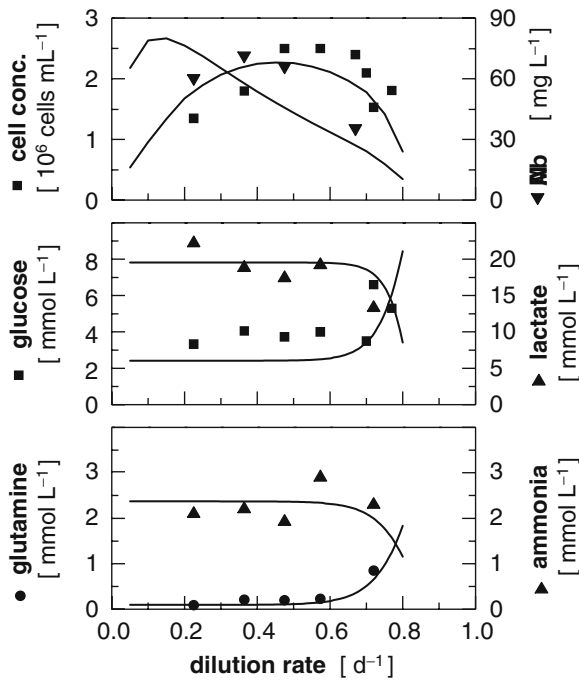 3
2
1
0
90
60
30
0
■ cell conc.
[ 10⁶ cells mL⁻¹ ]
[ mg L⁻¹ ]
8
6
4
2
0
20
15
10
5
0
■ glucose
[ mmol L⁻¹ ]
▲ lactate
[ mmol L⁻¹ ]
3
2
1
0
3
2
1
0
● glutamine
[ mmol L⁻¹ ]
▲ ammonia
[ mmol L⁻¹ ]
0.0 0.2 0.4 0.6 0.8 1.0
dilution rate [ d⁻¹ ]